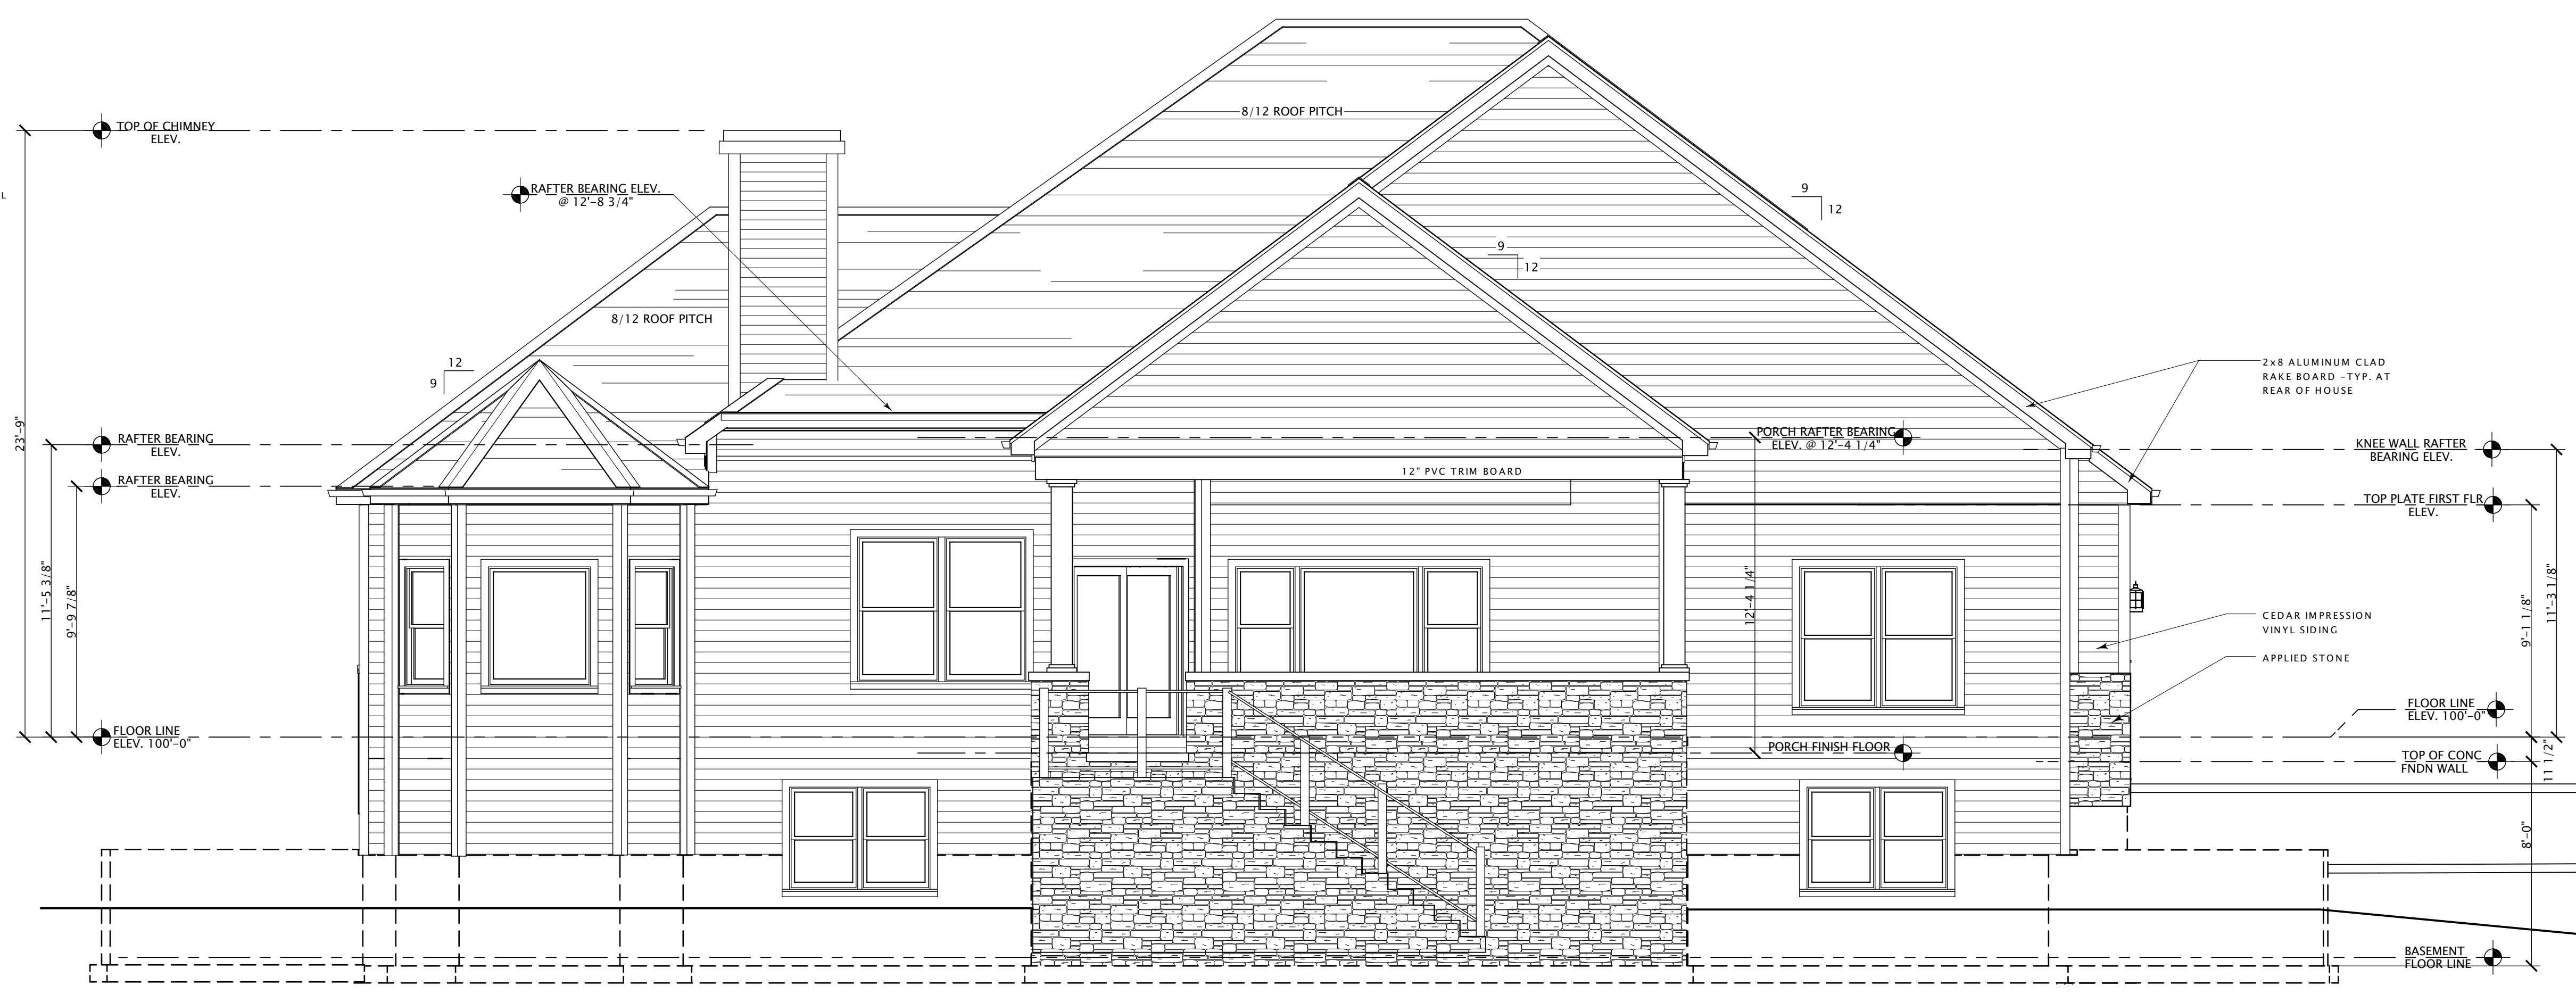 TOP OF CHIMNEY
ELEV.
L
RAFTER BEARING ELEV.
@ 12'-8 3/4"
8/12 ROOF PITCH
8/12 ROOF PITCH
12
9
9
12
9
12
23'-9"
RAFTER BEARING
ELEV.
RAFTER BEARING
ELEV.
11'-5 3/8"
9'-9 7/8"
FLOOR LINE
ELEV. 100'-0"
12" PVC TRIM BOARD
PORCH RAFTER BEARING
ELEV. @ 12'-4 1/4"
12'-4 1/4"
PORCH FINISH FLOOR
2x8 ALUMINUM CLAD
RAKE BOARD -TYP. AT
REAR OF HOUSE
KNEE WALL RAFTER
BEARING ELEV.
TOP PLATE FIRST FLR
ELEV.
CEDAR IMPRESSION
VINYL SIDING
APPLIED STONE
9'-1 1/8"
11'-3 1/8"
FLOOR LINE
ELEV. 100'-0"
TOP OF CONC
FNDN WALL
11 1/2"
8'-0"
BASEMENT
FLOOR LINE